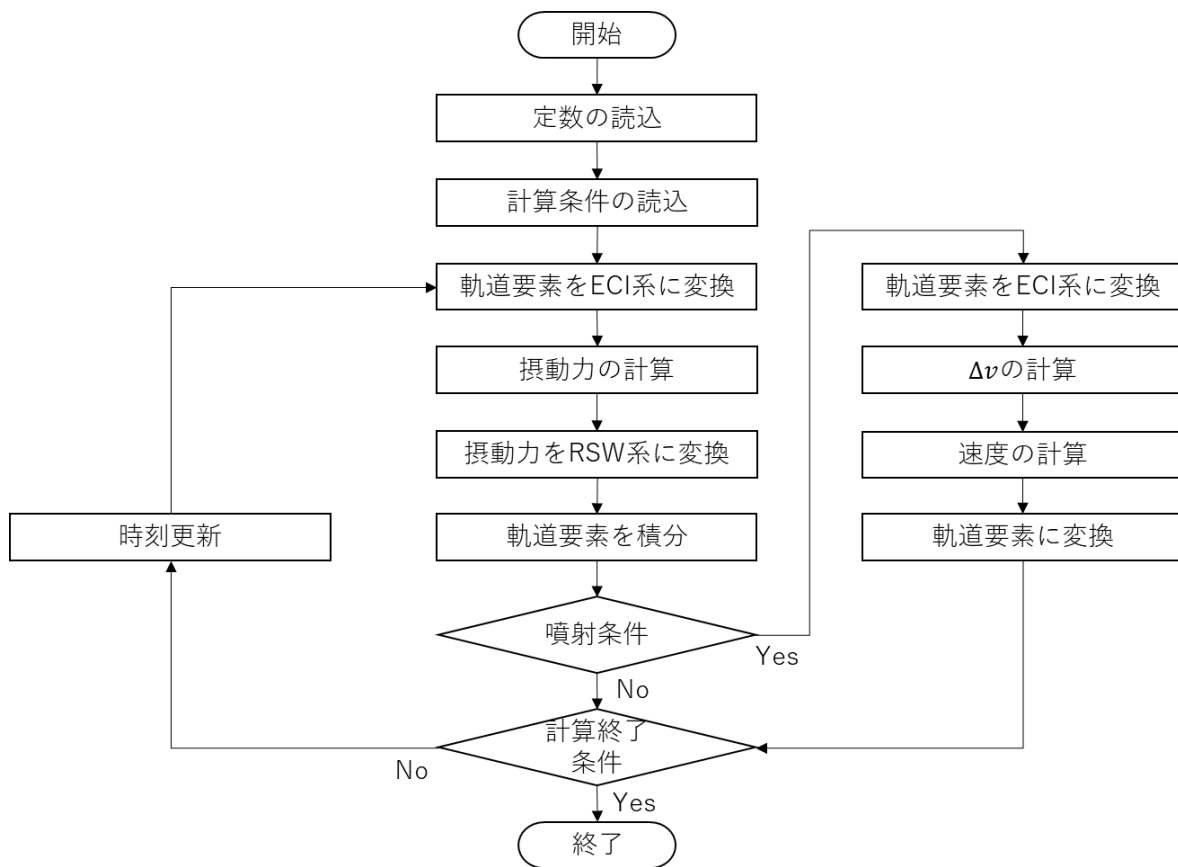 開始
定数の読込
計算条件の読込
軌道要素をECI系に変換
摂動力の計算
摂動力をRSW系に変換
軌道要素を積分
噴射条件
Yes
No
軌道要素をECI系に変換
Δvの計算
速度の計算
軌道要素に変換
計算終了
条件
No
Yes
時刻更新
終了